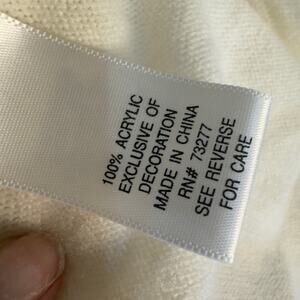 100% ACRYLIC
EXCLUSIVE OF
DECORATION
MADE IN CHINA
RN# 73277
SEE REVERSE
FOR CARE